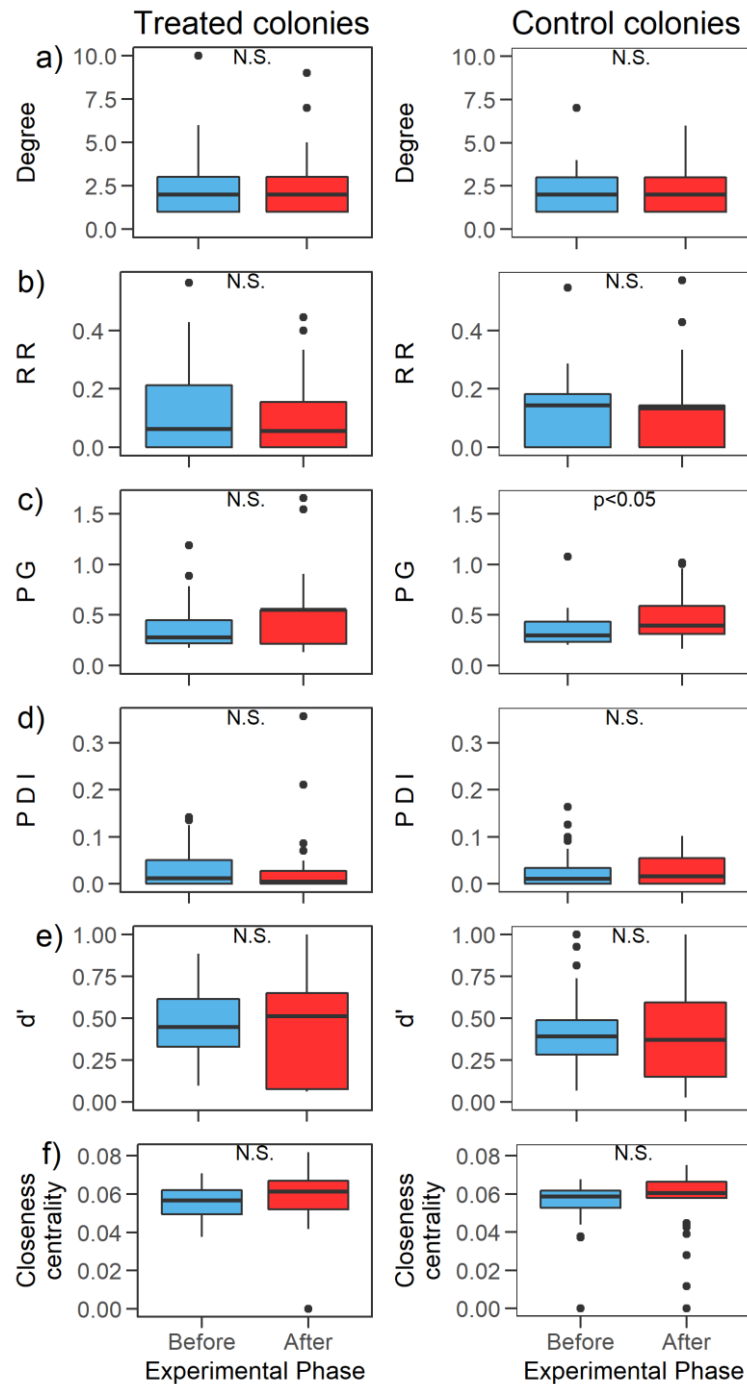 Treated colonies Control colonies
a) N.S. N.S.
10.0 10.0
7.5 7.5
5.0 5.0
2.5 2.5
0.0 0.0
Degree Degree
b) N.S. N.S.
0.4 0.4
0.2 0.2
0.0 0.0
R R R R
c) N.S. p<0.05
1.5 1.5
1.0 1.0
0.5 0.5
0.0 0.0
P G P G
d) N.S. N.S.
0.3 0.3
0.2 0.2
0.1 0.1
0.0 0.0
P D I P D I
e) N.S. N.S.
1.00 1.00
0.75 0.75
0.50 0.50
0.25 0.25
0.00 0.00
d' d'
f) N.S. N.S.
0.08 0.08
0.06 0.06
0.04 0.04
0.02 0.02
0.00 0.00
Closeness Closeness
centrality centrality
Before After Before After
Experimental Phase Experimental Phase